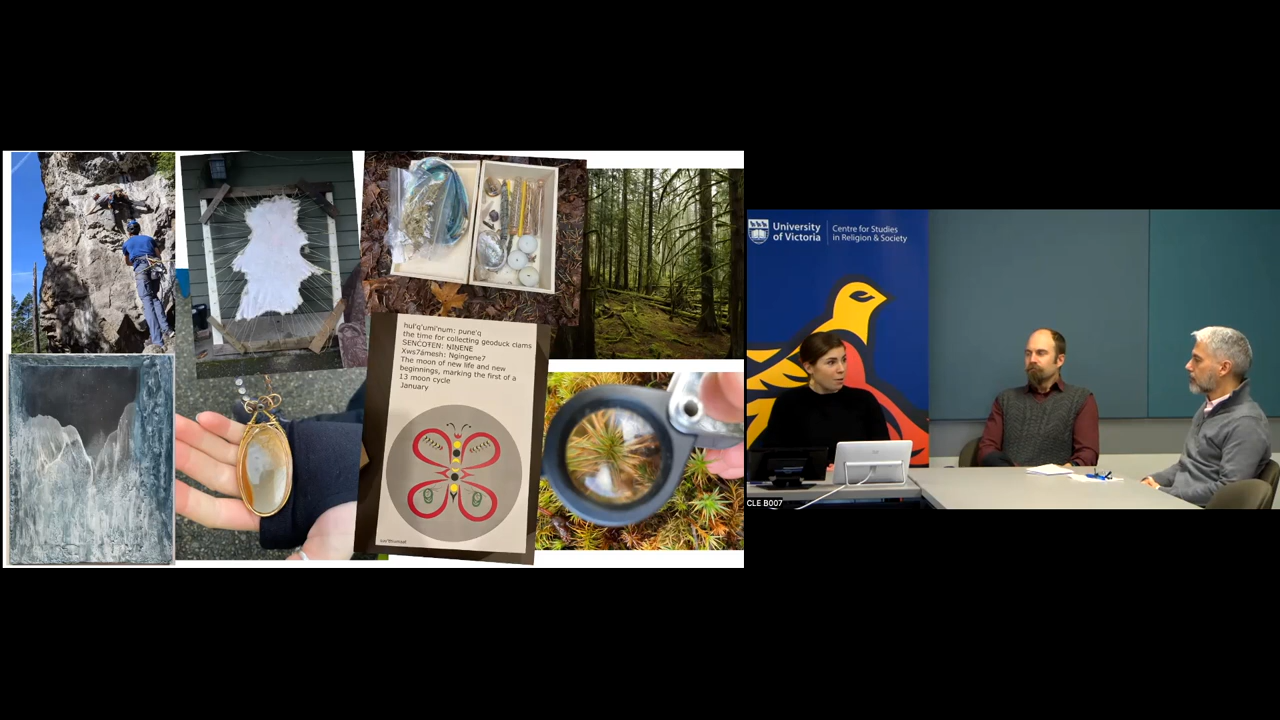 hul'q'umi'num: pune'q
the time for collecting geoduck clams
SENĆOŦEN: NINENE
Xws7ámesh: Ngingene7
The moon of new life and new
beginnings, marking the first of a
13 moon cycle
January
University
of Victoria
Centre for Studies
in Religion & Society
CLE B007